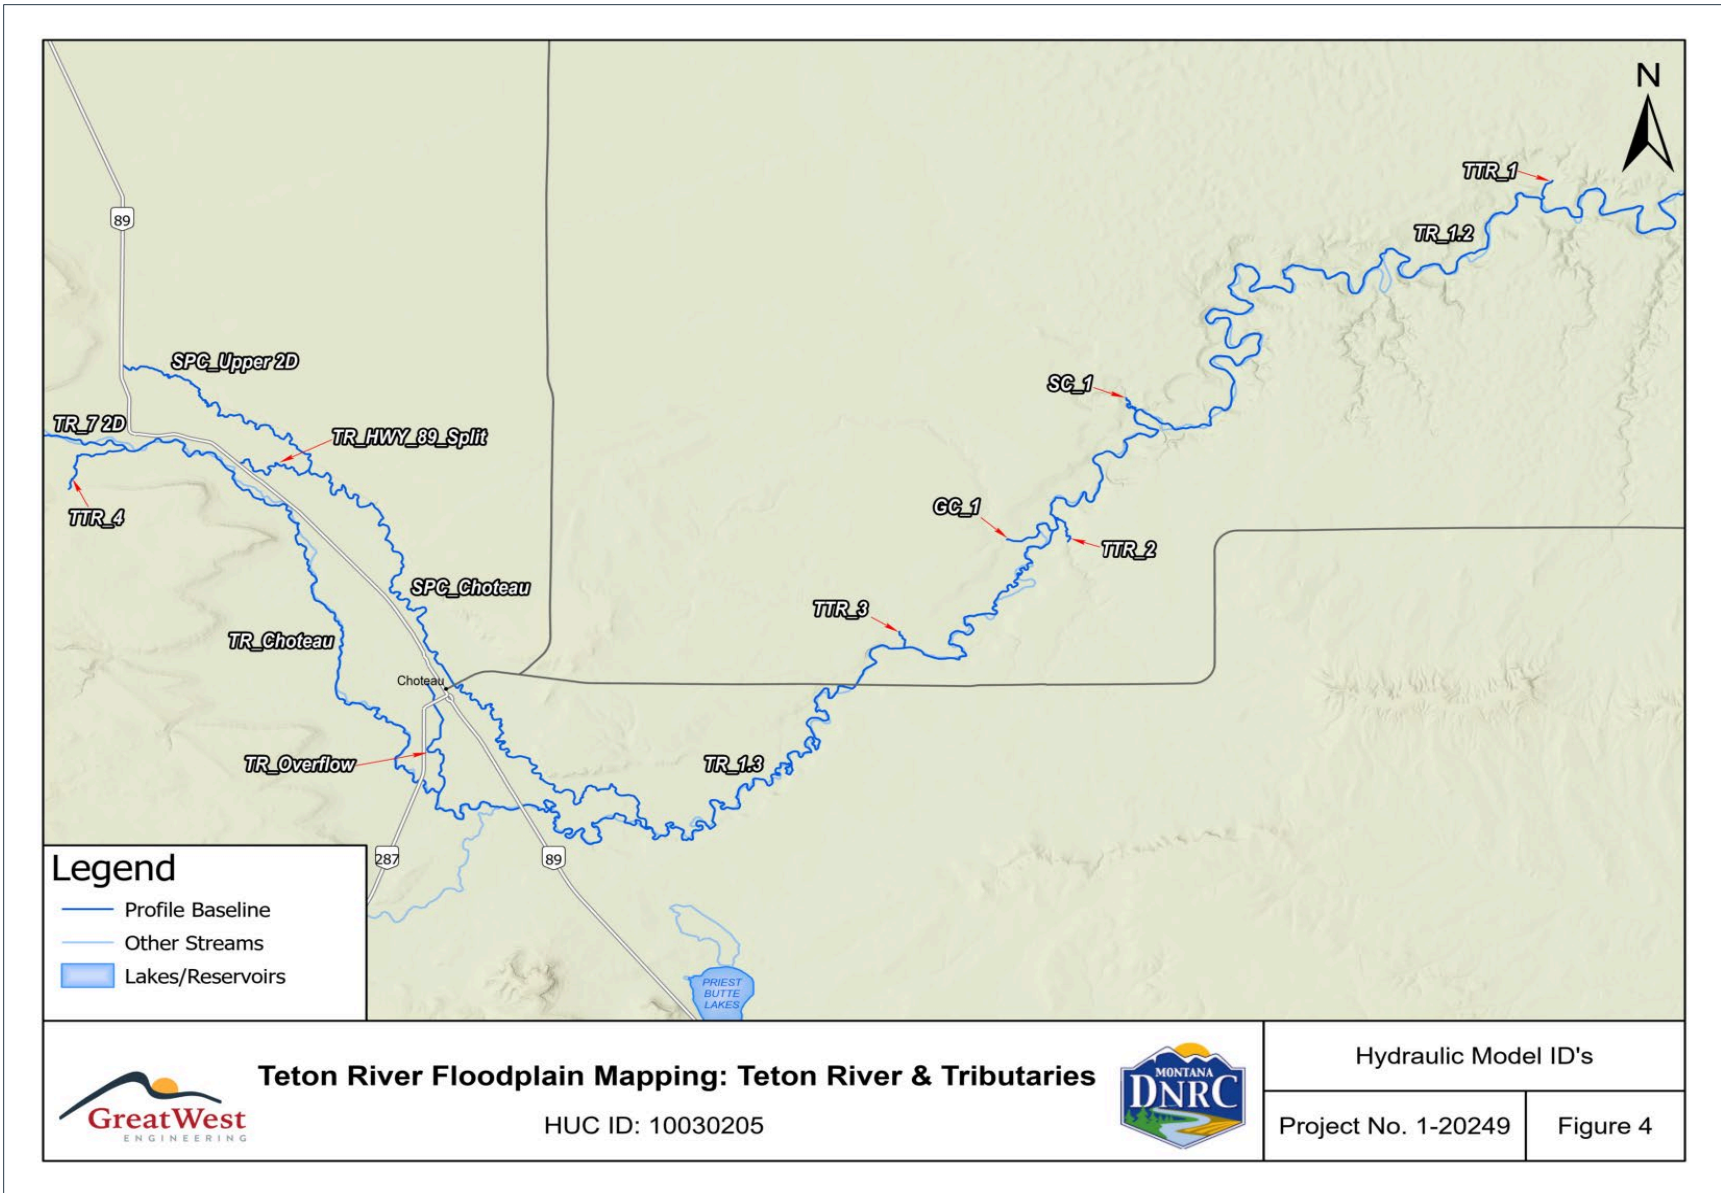 N
TTR_1
89
TR_1.2
SPC_Upper 2D
SC_1
TR_7 2D
TR_HWY_89_Split
GC_1
TTR_4
TTR_2
SPC_Choteau
TTR_3
TR_Choteau
Choteau
TR_Overflow
TR_1.3
287
89
Legend
Profile Baseline
Other Streams
Lakes/Reservoirs
PRIEST
BUTTE
LAKES
GreatWest
ENGINEERING
Teton River Floodplain Mapping: Teton River & Tributaries
HUC ID: 10030205
MONTANA
DNRC
Hydraulic Model ID's
Project No. 1-20249
Figure 4